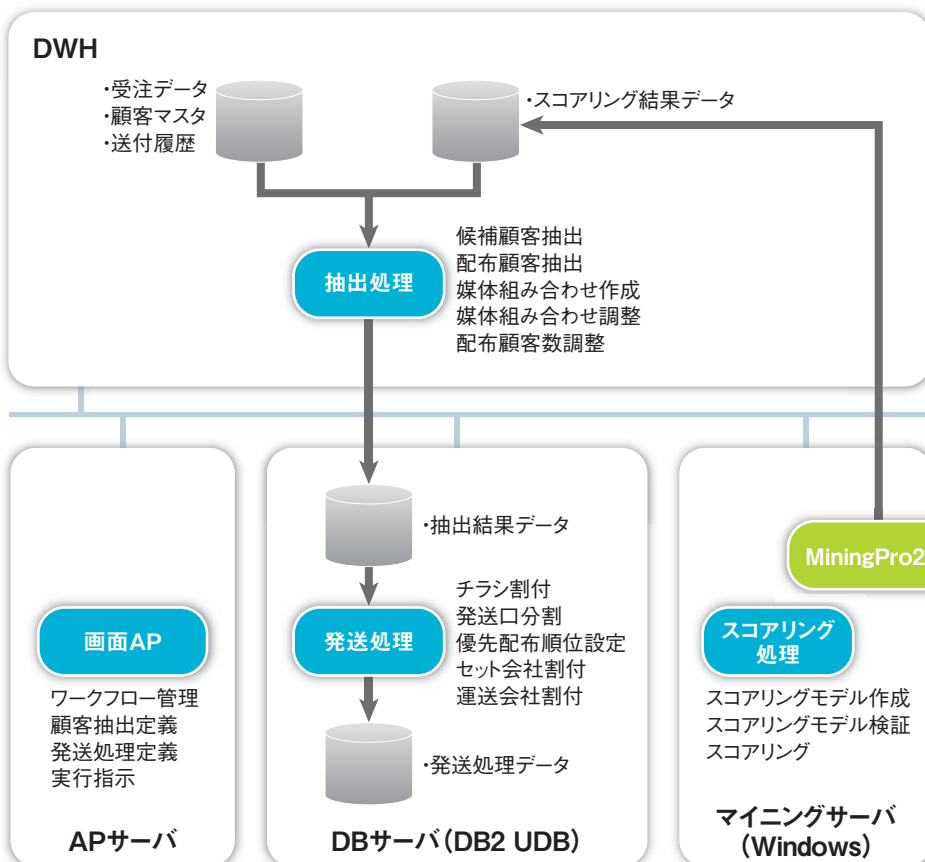 DWH
・受注データ
・顧客マスタ
・送付履歴
・スコアリング結果データ
抽出処理
候補顧客抽出
配布顧客抽出
媒体組み合わせ作成
媒体組み合わせ調整
配布顧客数調整
画面AP
ワークフロー管理
顧客抽出定義
発送処理定義
実行指示
APサーバ
・抽出結果データ
発送処理
チラシ割付
発送口分割
優先配布順位設定
セット会社割付
運送会社割付
・発送処理データ
DBサーバ（DB2 UDB）
MiningPro2
スコアリング
処理
スコアリングモデル作成
スコアリングモデル検証
スコアリング
マイニングサーバ
（Windows）